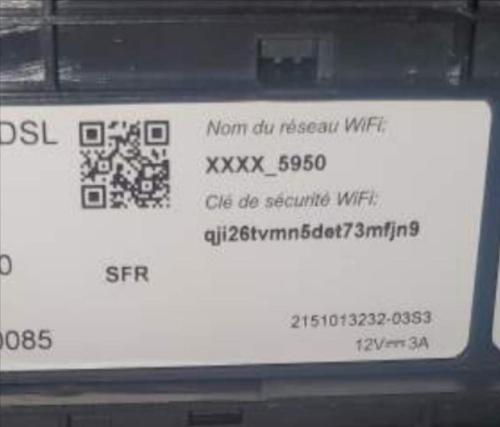 DSL
Nom du réseau WiFi:
XXXX_5950
Clé de sécurité WiFi:
qji26tvmn5det73mfjn9
0
SFR
2151013232-03S3
0085
12V⎓3A